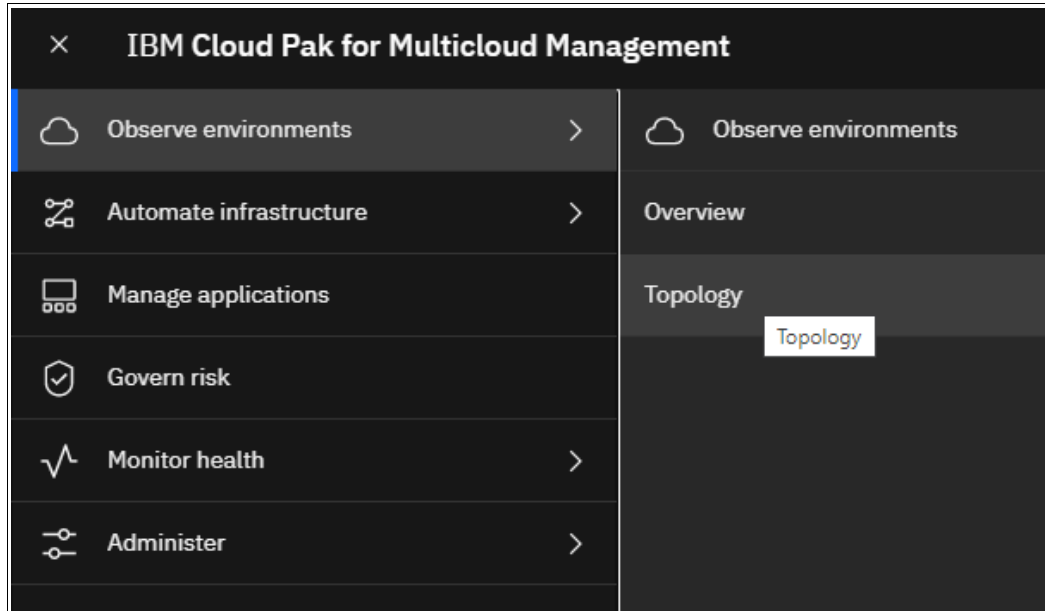 IBM Cloud Pak for Multicloud Management
Observe environments
Automate infrastructure
Manage applications
Govern risk
Monitor health
Administer
Observe environments
Overview
Topology
Topology